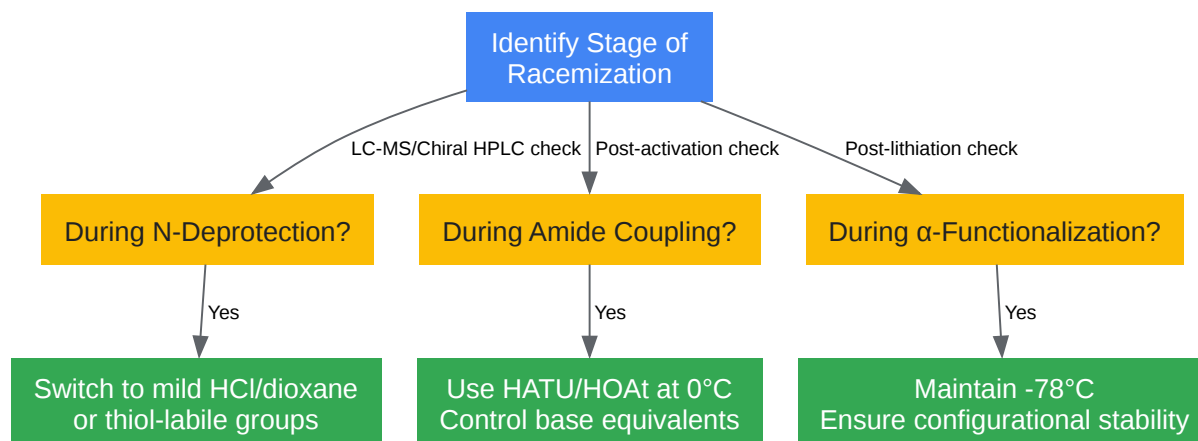 Identify Stage of
Racemization
LC-MS/Chiral HPLC check
Post-activation check
Post-lithiation check
During N-Deprotection?
During Amide Coupling?
During α-Functionalization?
Yes
Yes
Yes
Switch to mild HCl/dioxane
or thiol-labile groups
Use HATU/HOAt at 0°C
Control base equivalents
Maintain -78°C
Ensure configurational stability